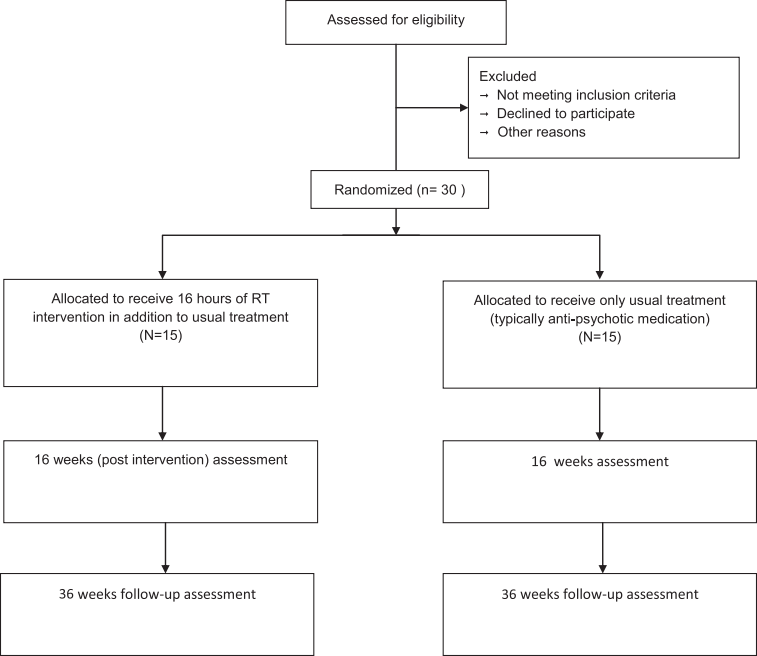 Assessed for eligibility
Excluded
→ Not meeting inclusion criteria
→ Declined to participate
→ Other reasons
Randomized (n= 30 )
Allocated to receive 16 hours of RT
intervention in addition to usual treatment
(N=15)
Allocated to receive only usual treatment
(typically anti-psychotic medication)
(N=15)
16 weeks (post intervention) assessment
16  weeks assessment
36 weeks follow-up assessment
36 weeks follow-up assessment